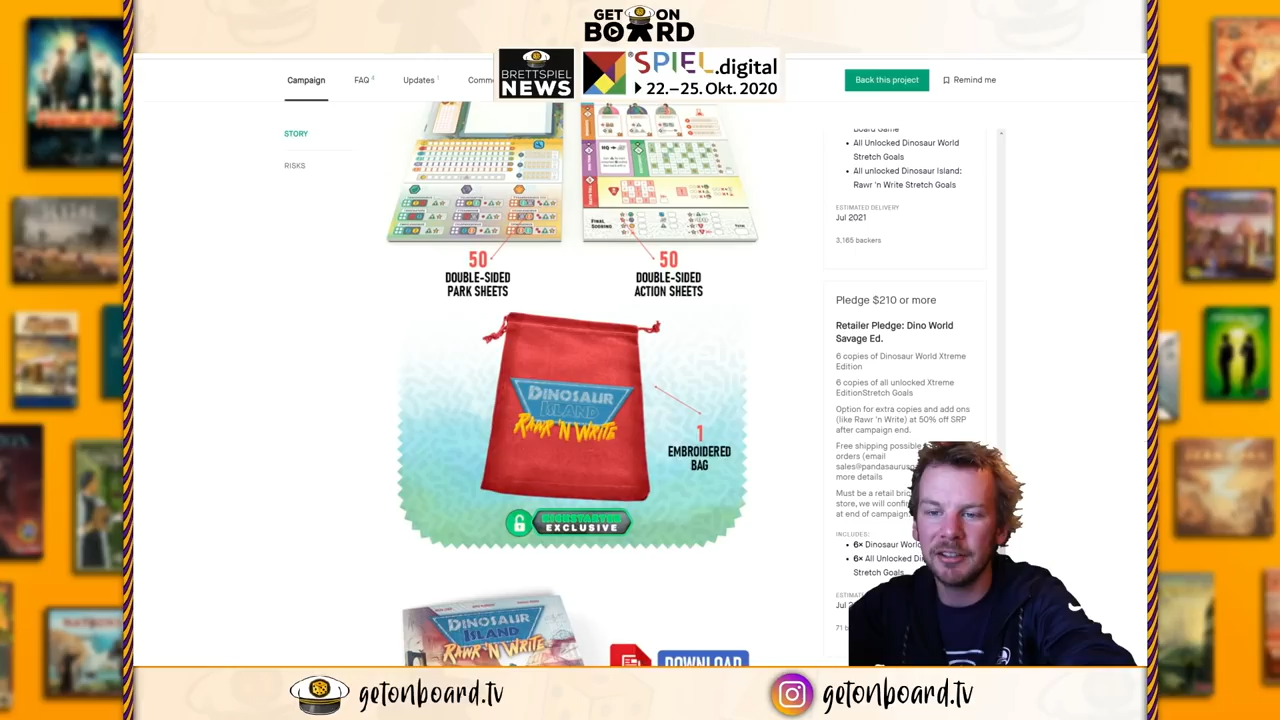 GET ON
BOARD
BRETTSPIEL
NEWS
SPIEL.digital
22.–25. Okt. 2020
Campaign
FAQ
Updates 1
Back this project
Remind me
STORY
RISKS
Board Game
All Unlocked Dinosaur World
Stretch Goals
All unlocked Dinosaur Island:
Rawr 'n Write Stretch Goals
ESTIMATED DELIVERY
Jul 2021
3,165 backers
FINAL
SCORING
50
DOUBLE-SIDED
PARK SHEETS
50
DOUBLE-SIDED
ACTION SHEETS
DINOSAUR
ISLAND
RAWR 'N WRITE
1
EMBROIDERED
BAG
KICKSTARTER
EXCLUSIVE
Pledge $210 or more
Retailer Pledge: Dino World
Savage Ed.
6 copies of Dinosaur World Xtreme
Edition
6 copies of all unlocked Xtreme
EditionStretch Goals
Option for extra copies and add ons
(like Rawr 'n Write) at 50% off SRP
after campaign end.
Free shipping possible
orders (email
more details
Must be a retail
store, we will
at end of campaign
INCLUDES:
6× Dinosaur
6× All Unlocked
Stretch Goals
DINOSAUR
ISLAND
RAWR 'N WRITE
DOWNLOAD
getonboard.tv
getonboard.tv